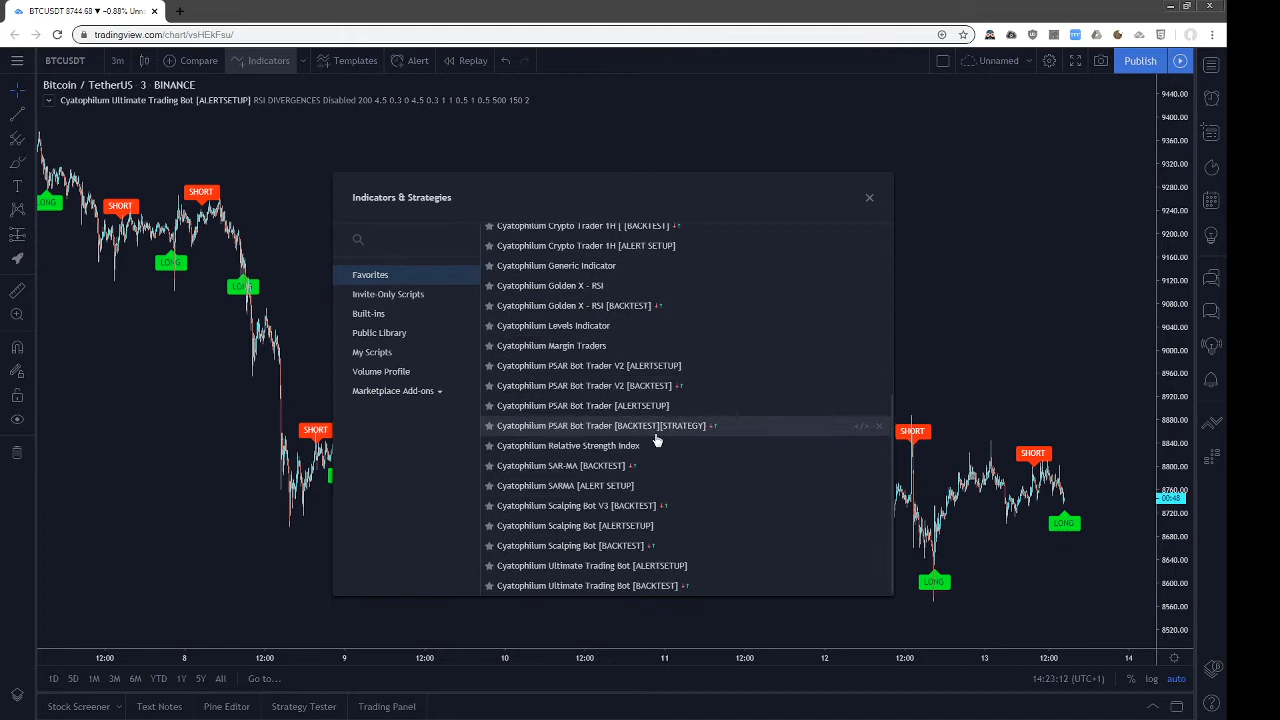 BTCUSDT 8744.68 ▼ −0.88% Unn
tradingview.com/chart/vsHEkFsu/
BTCUSDT 3m Compare Indicators Templates Alert Replay Unnamed Publish
Bitcoin / TetherUS · 3 · BINANCE
Cyatophilum Ultimate Trading Bot [ALERTSETUP] RSI DIVERGENCES Disabled 200 4.5 0.3 0 4.5 0.3 1 1 0.5 1 0.5 500 150 2
Indicators & Strategies
Favorites
Invite-Only Scripts
Built-ins
Public Library
My Scripts
Volume Profile
Marketplace Add-ons
Cyatophilum Crypto Trader 1H [ [BACKTEST]
Cyatophilum Crypto Trader 1H [ALERT SETUP]
Cyatophilum Generic Indicator
Cyatophilum Golden X - RSI
Cyatophilum Golden X - RSI [BACKTEST]
Cyatophilum Levels Indicator
Cyatophilum Margin Traders
Cyatophilum PSAR Bot Trader V2 [ALERTSETUP]
Cyatophilum PSAR Bot Trader V2 [BACKTEST]
Cyatophilum PSAR Bot Trader [ALERTSETUP]
Cyatophilum PSAR Bot Trader [BACKTEST][STRATEGY]
Cyatophilum Relative Strength Index
Cyatophilum SAR-MA [BACKTEST]
Cyatophilum SARMA [ALERT SETUP]
Cyatophilum Scalping Bot V3 [BACKTEST]
Cyatophilum Scalping Bot [ALERTSETUP]
Cyatophilum Scalping Bot [BACKTEST]
Cyatophilum Ultimate Trading Bot [ALERTSETUP]
Cyatophilum Ultimate Trading Bot [BACKTEST]
LONG
SHORT
LONG
SHORT
LONG
SHORT
SHORT
LONG
SHORT
LONG
9440.00
9400.00
9360.00
9320.00
9280.00
9240.00
9200.00
9160.00
9120.00
9080.00
9040.00
9000.00
8960.00
8920.00
8880.00
8840.00
8800.00
8760.00
00:48
8720.00
8680.00
8640.00
8600.00
8560.00
8520.00
12:00 8 12:00 9 12:00 10 12:00 11 12:00 12 12:00 13 12:00 14
1D 5D 1M 3M 6M YTD 1Y 5Y All Go to... 14:23:12 (UTC+1) % log auto
Stock Screener Text Notes Pine Editor Strategy Tester Trading Panel